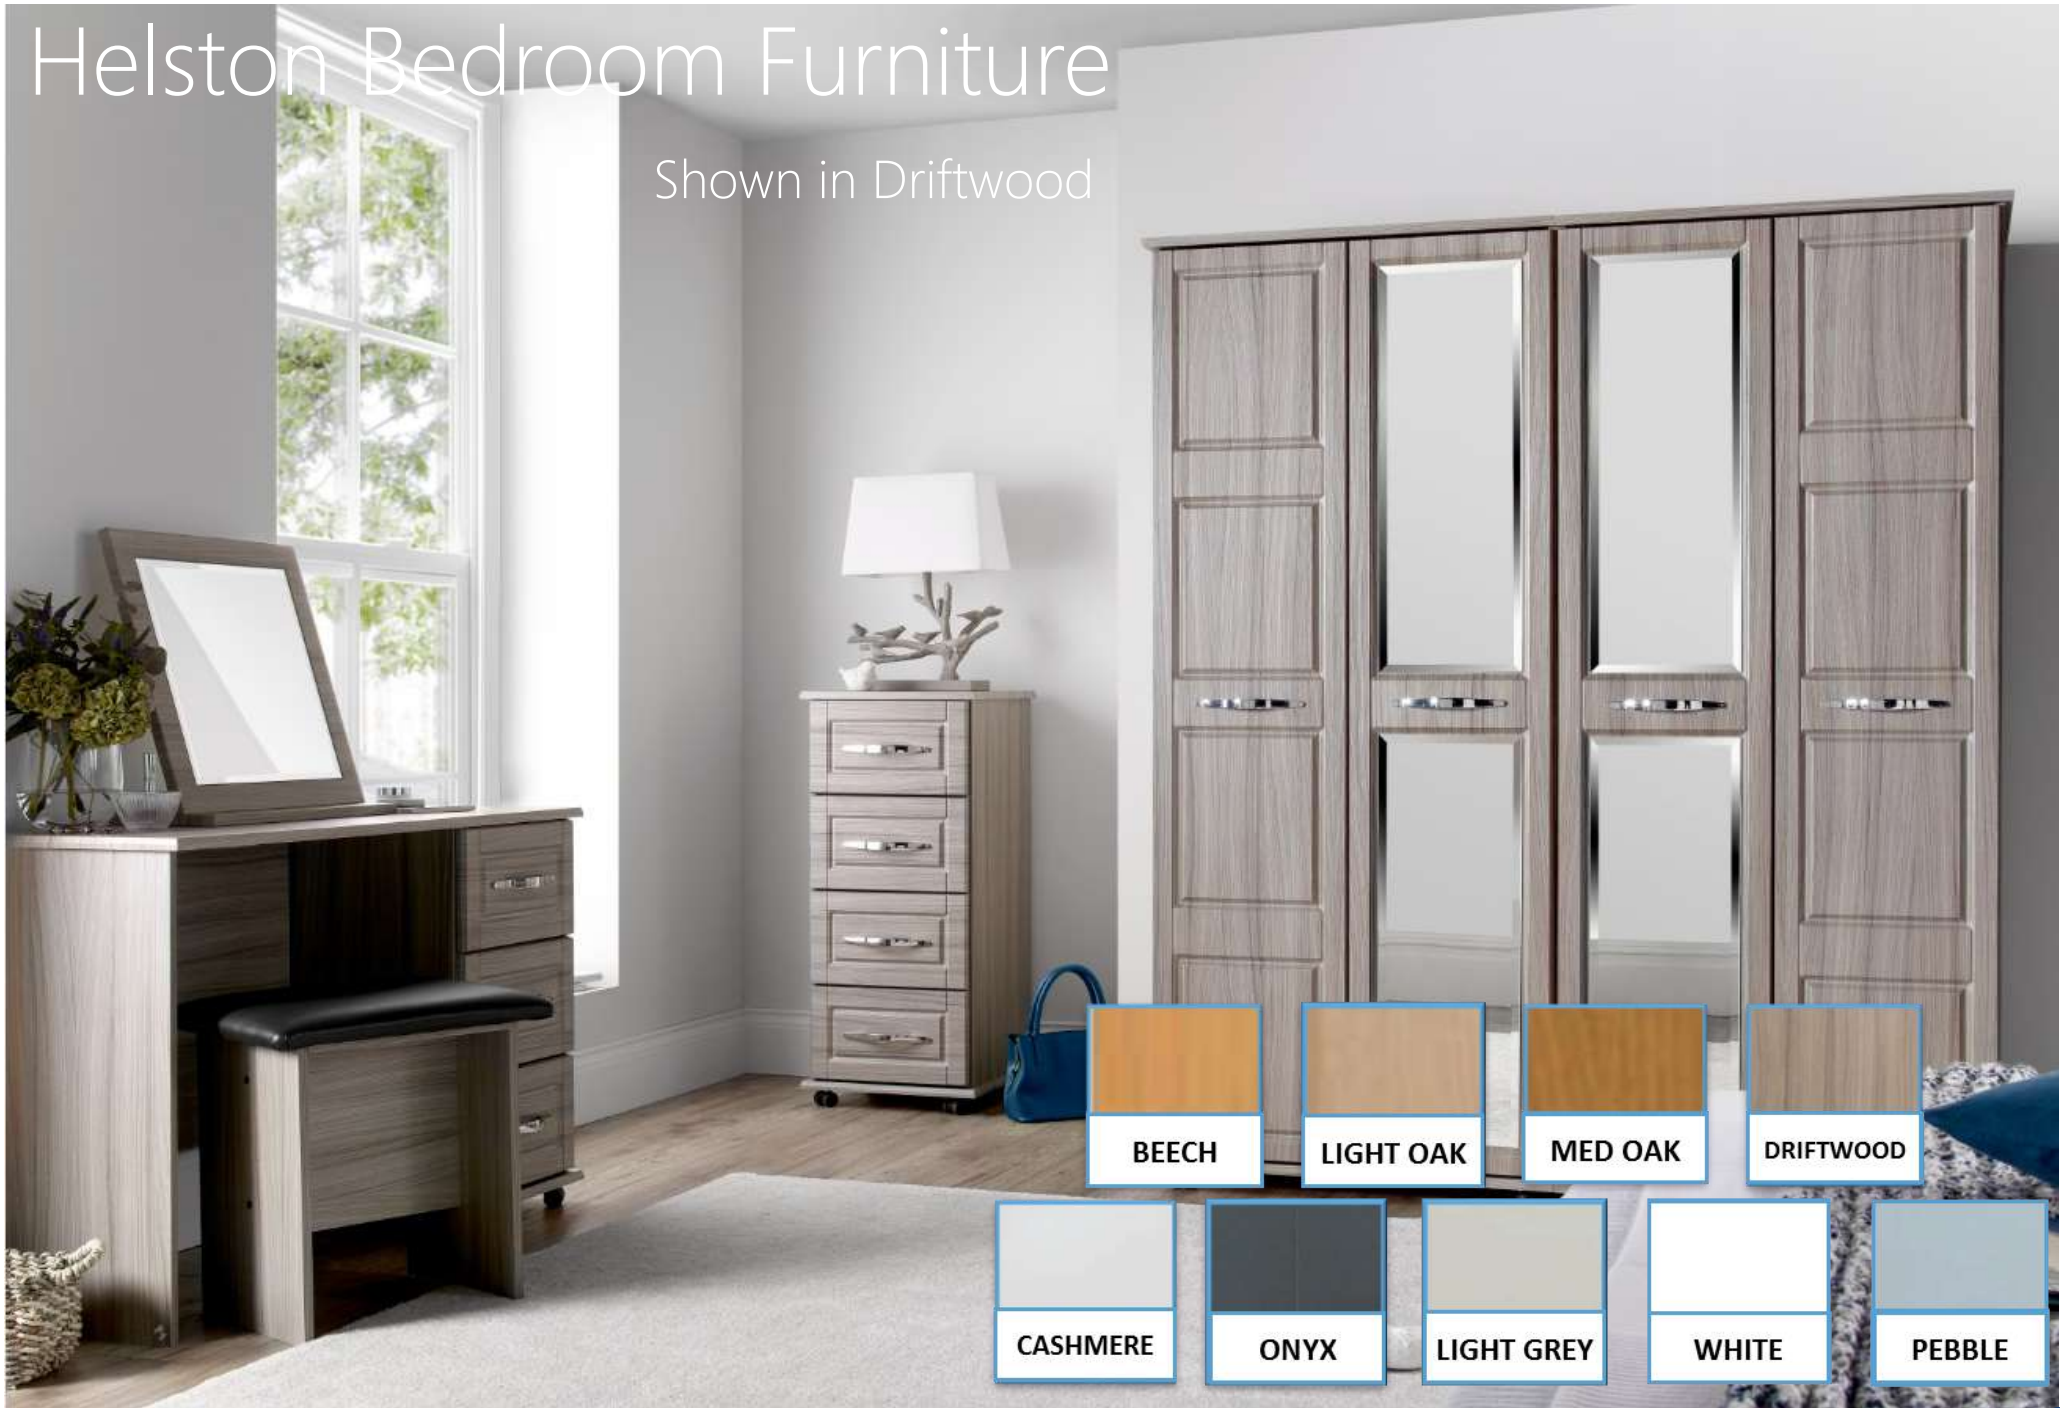 Helston Bedroom Furniture
Shown in Driftwood
BEECH
LIGHT OAK
MED OAK
DRIFTWOOD
CASHMERE
ONYX
LIGHT GREY
WHITE
PEBBLE